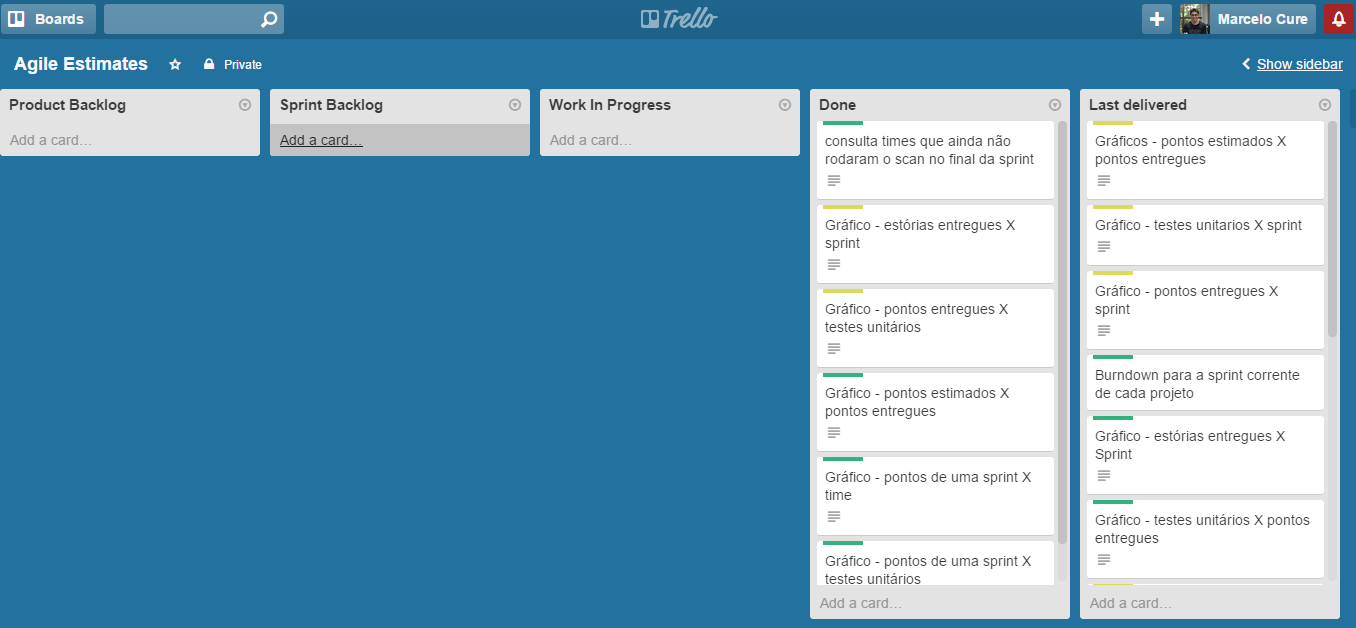 Boards
Trello
Marcelo Cure
Agile Estimates
Private
Show sidebar
Product Backlog
Add a card…
Sprint Backlog
Add a card…
Work In Progress
Add a card…
Done
consulta times que ainda não
rodaram o scan no final da sprint
Gráfico - estórias entregues X
sprint
Gráfico - pontos entregues X
testes unitários
Gráfico - pontos estimados X
pontos entregues
Gráfico - pontos de uma sprint X
time
Gráfico - pontos de uma sprint X
testes unitários
Add a card…
Last delivered
Gráficos - pontos estimados X
pontos entregues
Gráfico - testes unitarios X sprint
Gráfico - pontos entregues X
sprint
Burndown para a sprint corrente
de cada projeto
Gráfico - estórias entregues X
Sprint
Gráfico - testes unitários X pontos
entregues
Add a card…